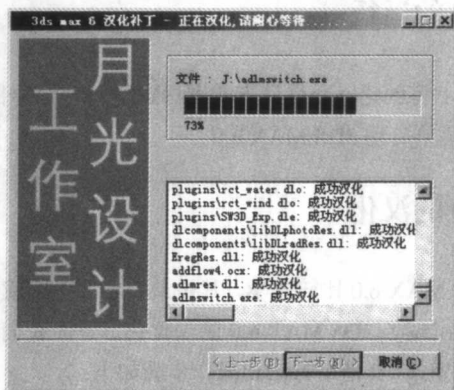 3ds max 6 汉化补丁 - 正在汉化,请耐心等待 ......
月光设计
工作室
文件 : J:\adlmswitch.exe
73%
plugins\rct_water.dlo: 成功汉化
plugins\rct_wind.dlo: 成功汉化
plugins\SW3D_Exp.dle: 成功汉化
dlcomponents\libDLphotoRes.dll: 成功汉化
dlcomponents\libDLradRes.dll: 成功汉化
EregRes.dll: 成功汉化
addflow4.ocx: 成功汉化
adlmres.dll: 成功汉化
adlmswitch.exe: 成功汉化
< 上一步(B)
下一步(N) >
取消(C)